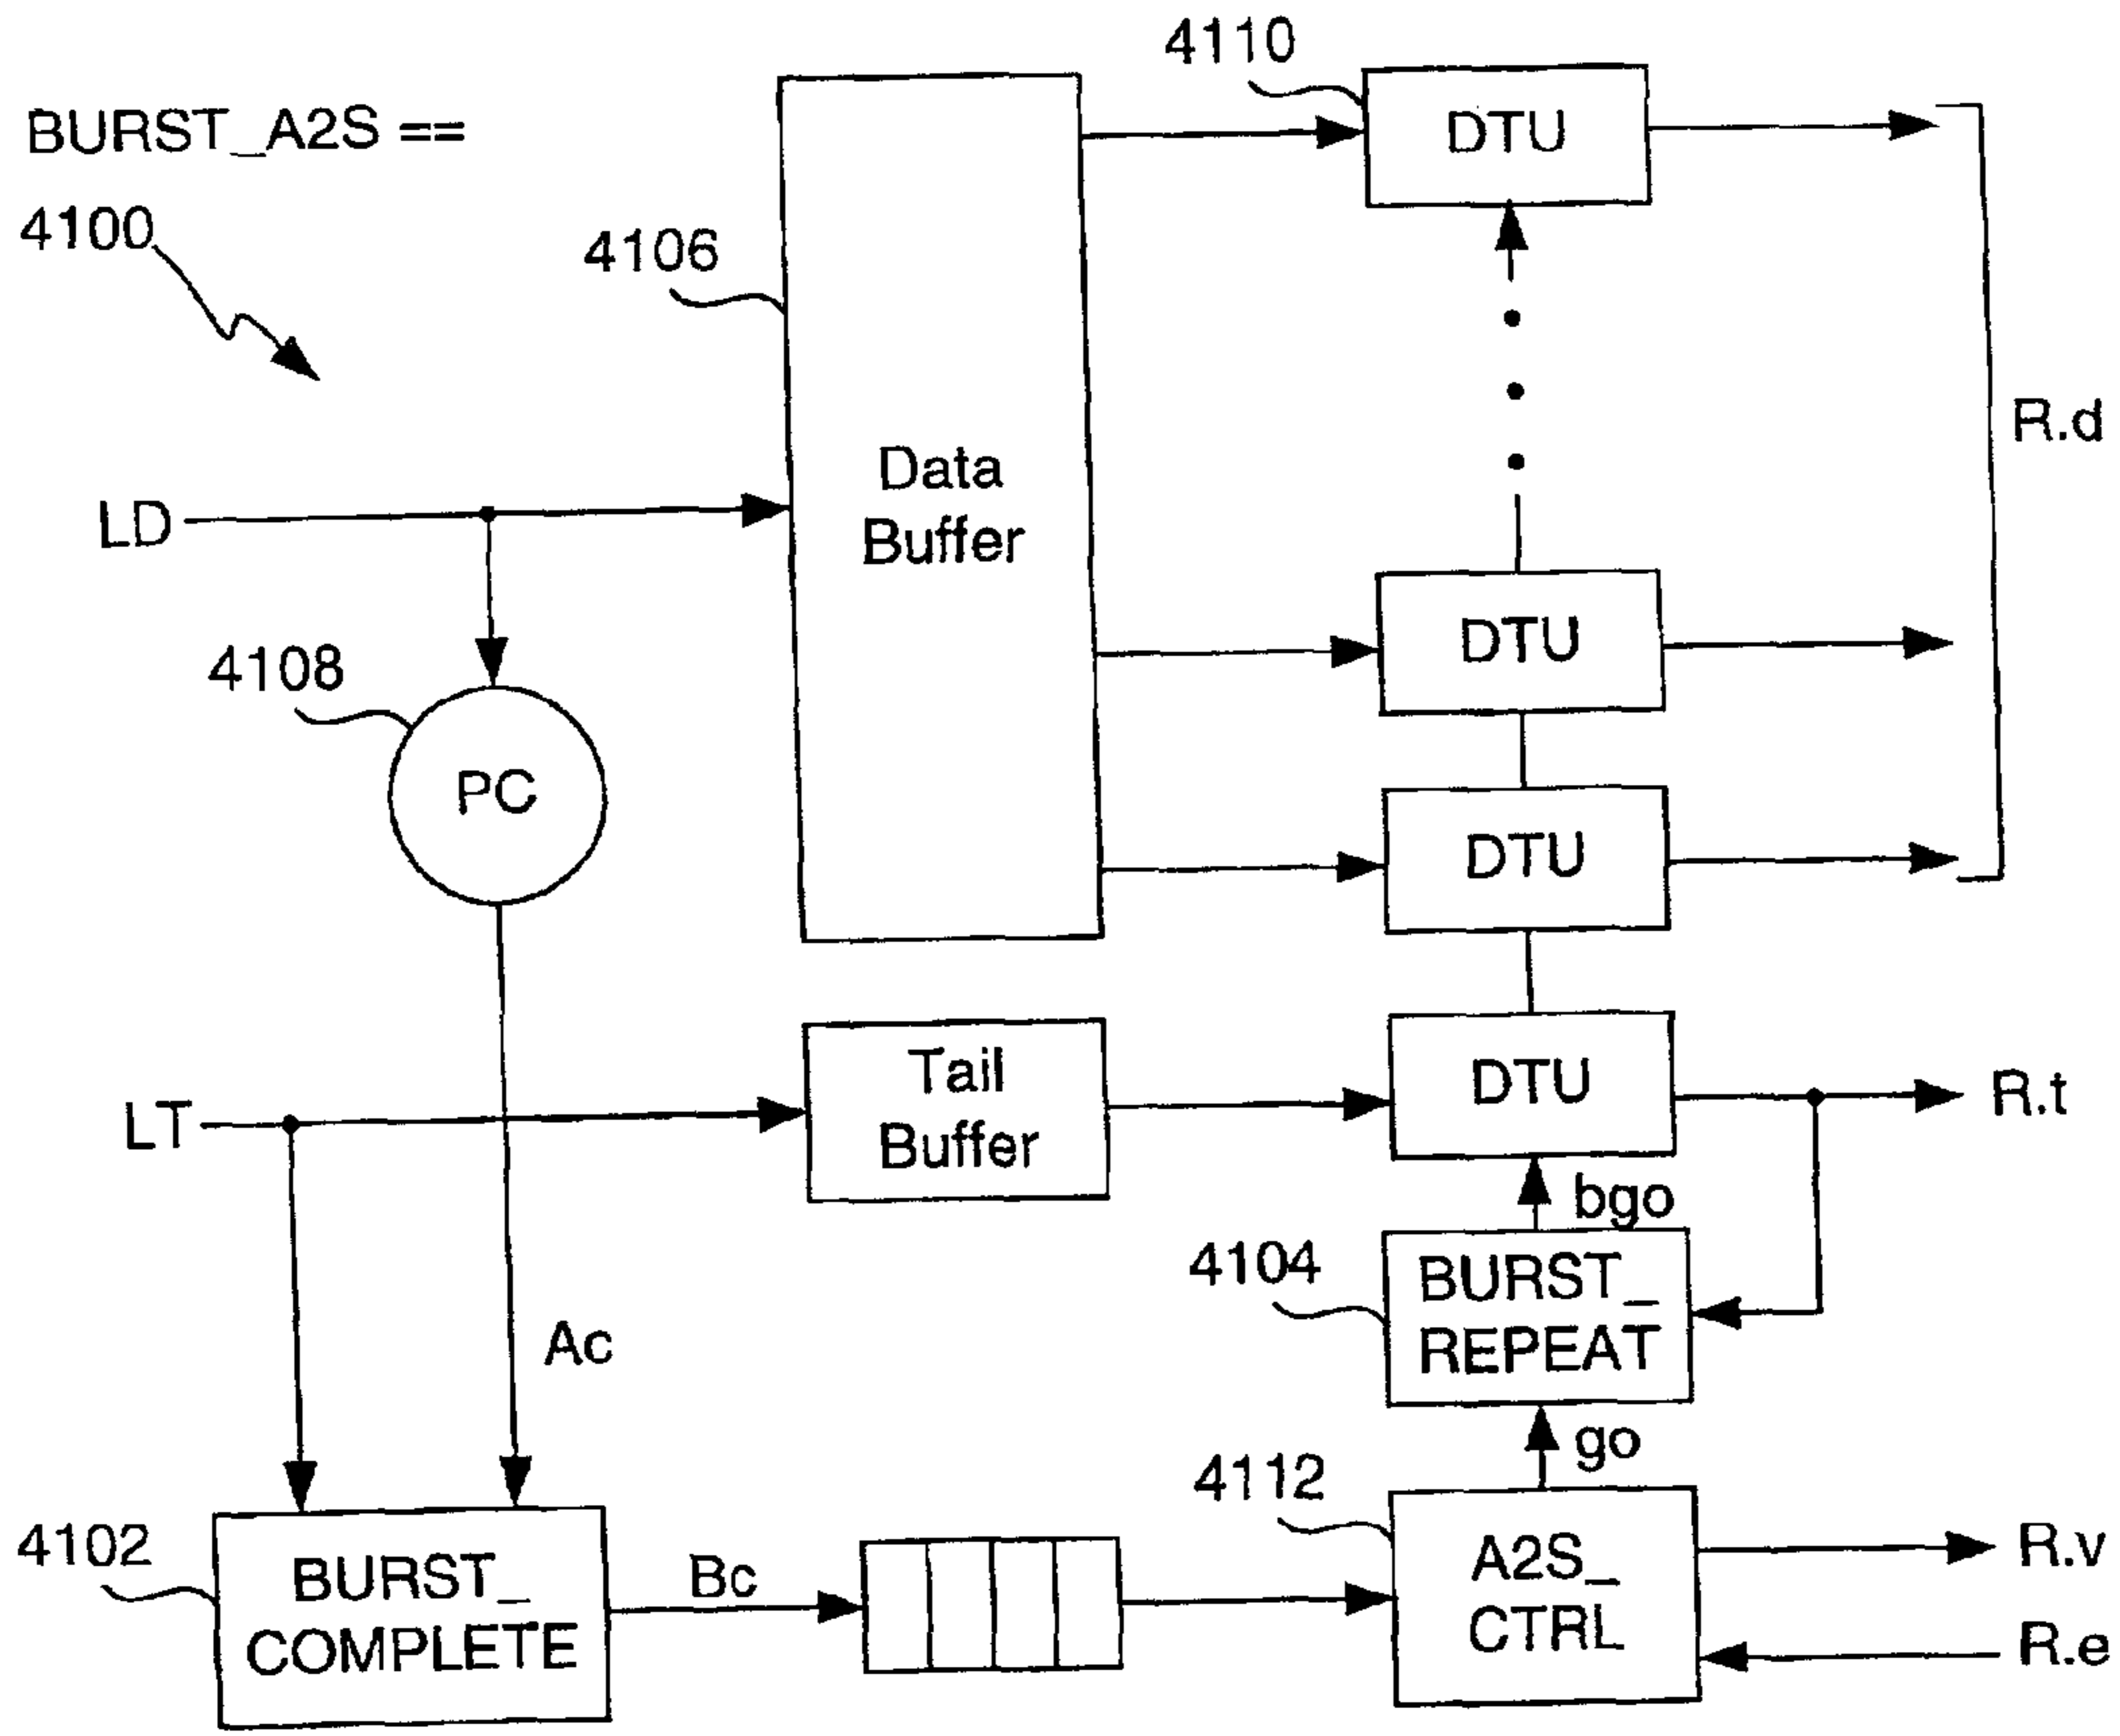 4110
DTU
BURST_A2S ==
4100
4106
R.d
Data
Buffer
LD
DTU
4108
PC
DTU
Tail
Buffer
DTU
LT
R.t
bgo
4104
BURST_
REPEAT
Ac
go
4112
4102
BURST_
COMPLETE
Bc
A2S_
CTRL
R.v
R.e